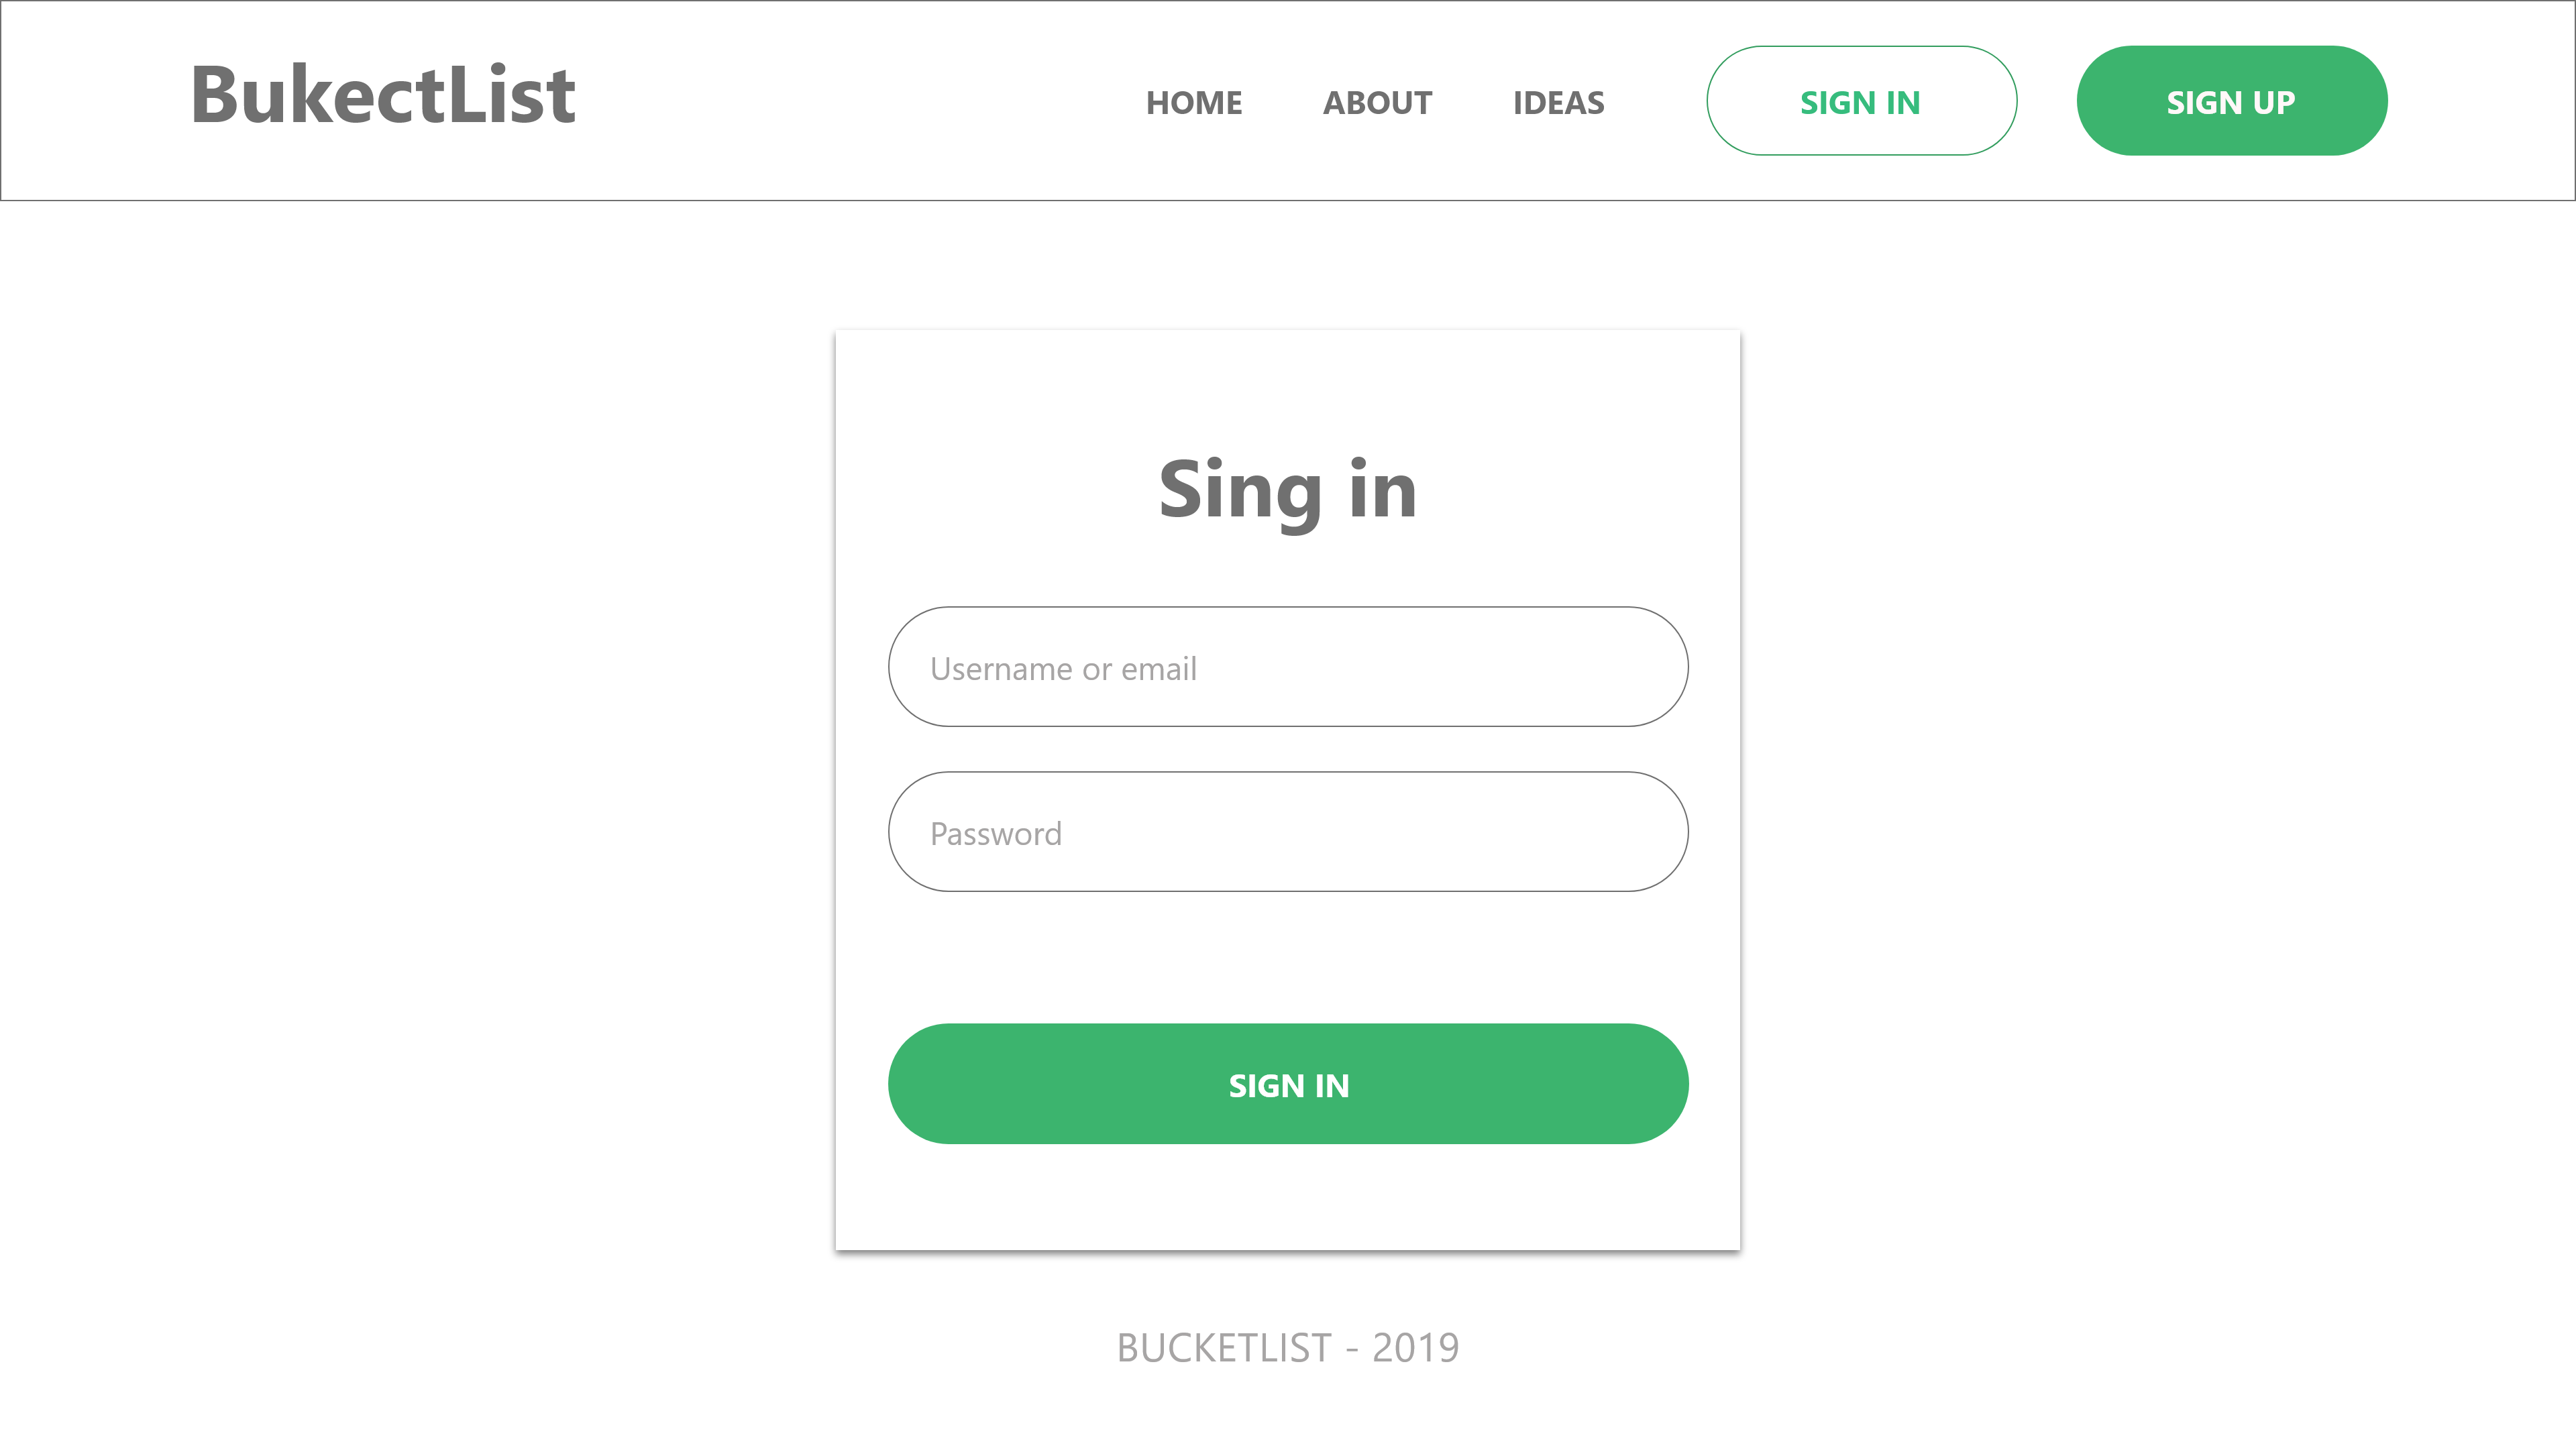 BukectList
HOME ABOUT IDEAS SIGN IN SIGN UP
Sing in
Username or email
Password
SIGN IN
BUCKETLIST - 2019